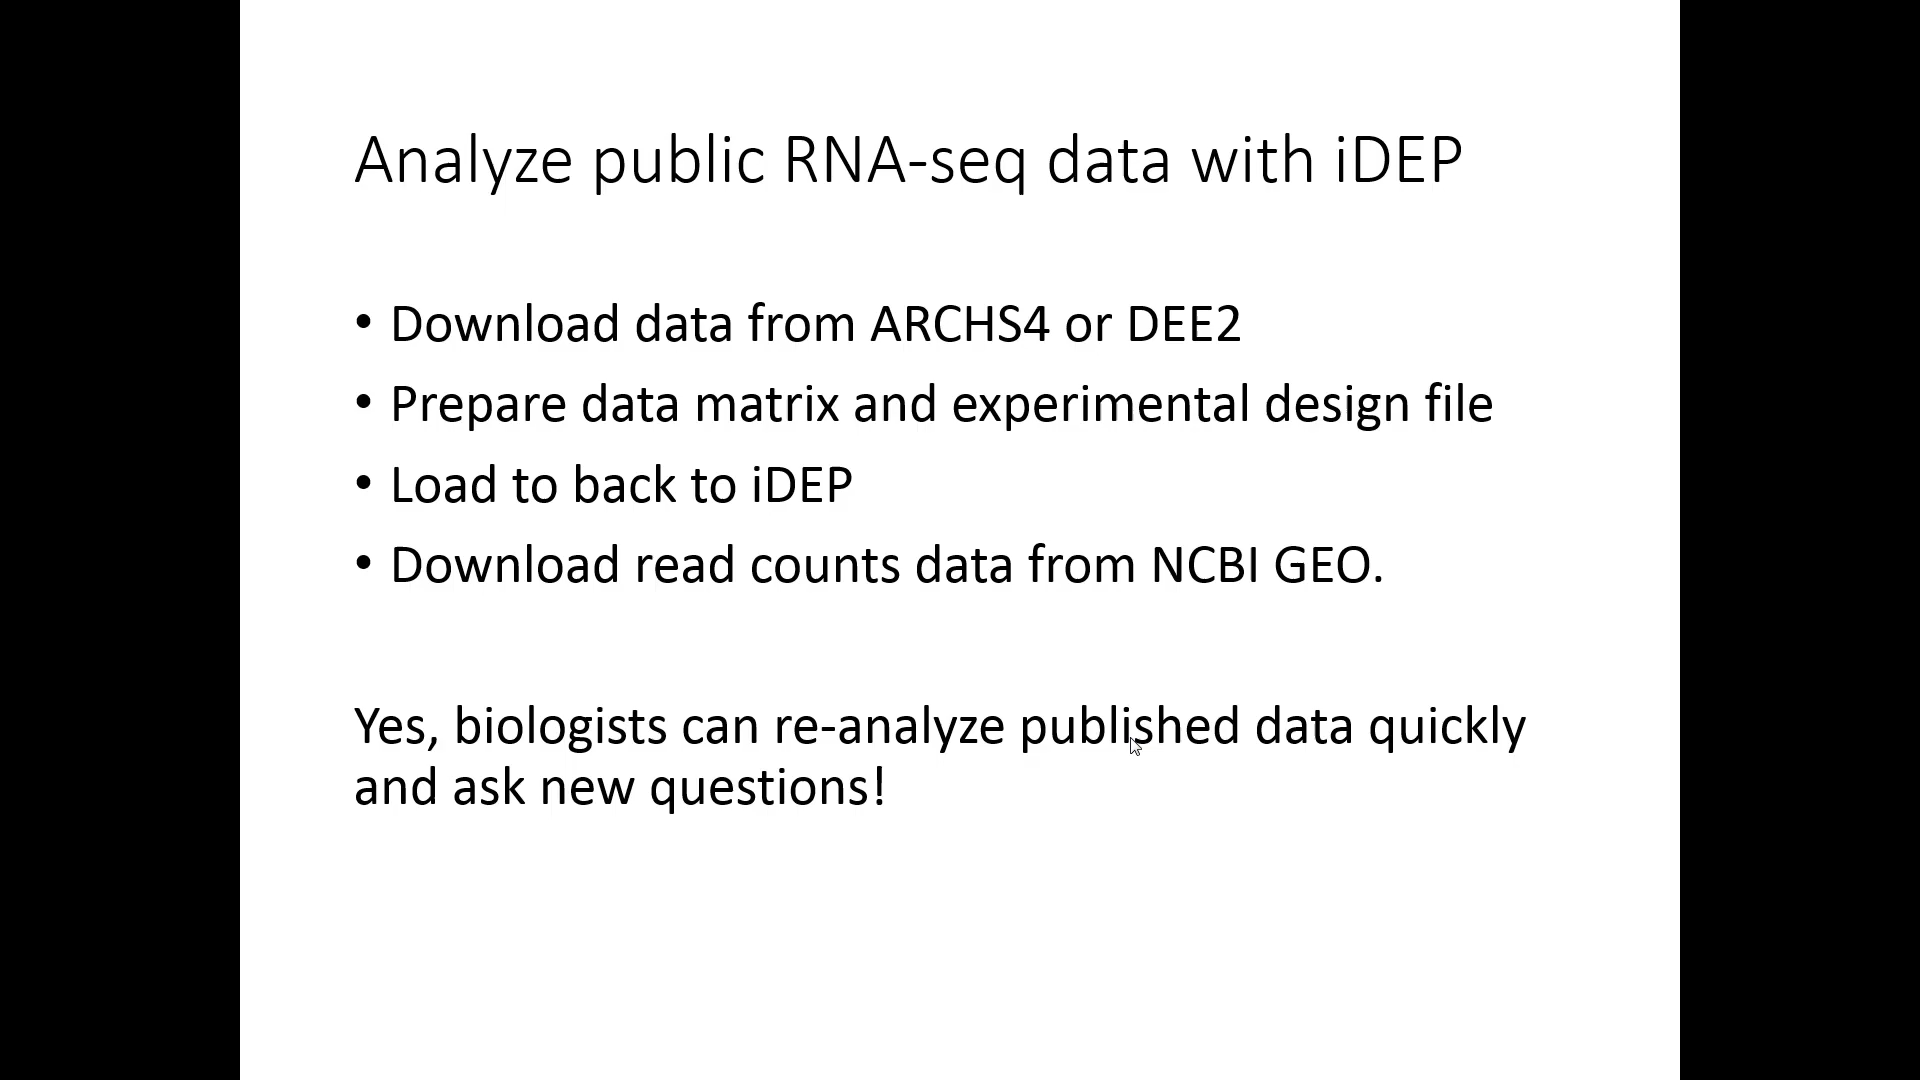 Analyze public RNA-seq data with iDEP
• Download data from ARCHS4 or DEE2
• Prepare data matrix and experimental design file
• Load to back to iDEP
• Download read counts data from NCBI GEO.
Yes, biologists can re-analyze published data quickly
and ask new questions!